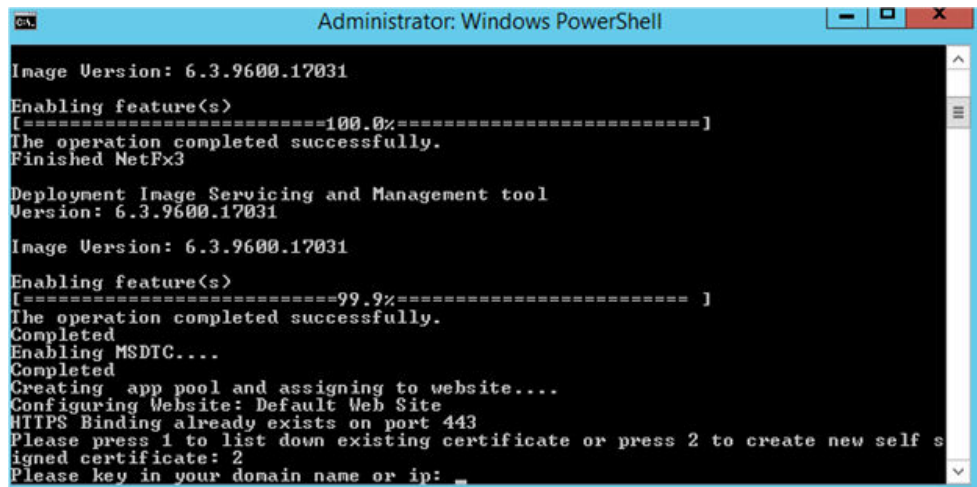 Administrator: Windows PowerShell
Image Version: 6.3.9600.17031
Enabling feature(s)
[==========================100.0%==========================]
The operation completed successfully.
Finished NetFx3
Deployment Image Servicing and Management tool
Version: 6.3.9600.17031
Image Version: 6.3.9600.17031
Enabling feature(s)
[===========================99.9%========================= ]
The operation completed successfully.
Completed
Enabling MSDTC....
Completed
Creating  app pool and assigning to website....
Configuring Website: Default Web Site
HTTPS Binding already exists on port 443
Please press 1 to list down existing certificate or press 2 to create new self s
igned certificate: 2
Please key in your domain name or ip: _